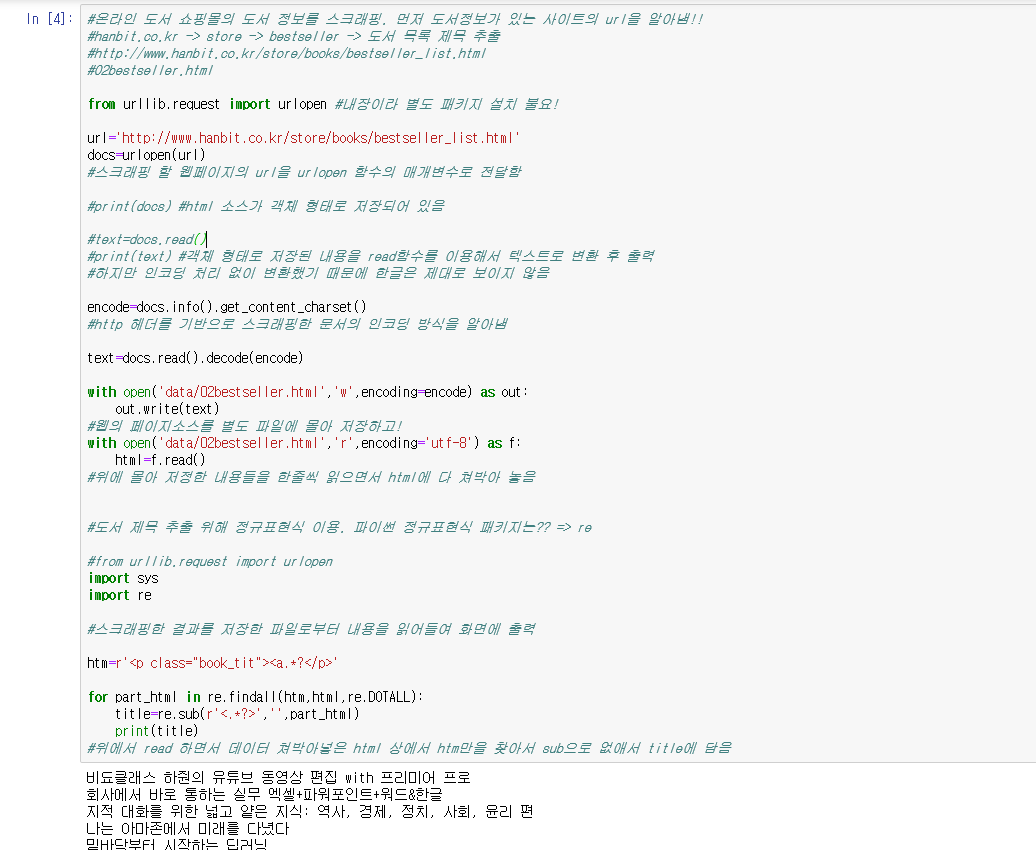 In [4]:
#온라인 도서 쇼핑몰의 도서 정보를 스크래핑. 먼저 도서정보가 있는 사이트의 url을 알아냄!!
#hanbit.co.kr -> store -> bestseller -> 도서 목록 제목 추출
#http://www.hanbit.co.kr/store/books/bestseller_list.html
#02bestseller.html
from urllib.request import urlopen #내장이라 별도 패키지 설치 불요!
url='http://www.hanbit.co.kr/store/books/bestseller_list.html'
docs=urlopen(url)
#스크래핑 할 웹페이지의 url을 urlopen 함수의 매개변수로 전달함
#print(docs) #html 소스가 객체 형태로 저장되어 있음
#text=docs.read()
#print(text) #객체 형태로 저장된 내용을 read함수를 이용해서 텍스트로 변환 후 출력
#하지만 인코딩 처리 없이 변환했기 때문에 한글은 제대로 보이지 않음
encode=docs.info().get_content_charset()
#http 헤더를 기반으로 스크래핑한 문서의 인코딩 방식을 알아냄
text=docs.read().decode(encode)
with open('data/02bestseller.html','w',encoding=encode) as out:
    out.write(text)
#웹의 페이지소스를 별도 파일에 몰아 저장하고!
with open('data/02bestseller.html','r',encoding='utf-8') as f:
    html=f.read()
#위에 몰아 저정한 내용들을 한줄씩 읽으면서 html에 다 쳐박아 놓음
#도서 제목 추출 위해 정규표현식 이용. 파이썬 정규표현식 패키지는?? => re
#from urllib.request import urlopen
import sys
import re
#스크래핑한 결과를 저장한 파일로부터 내용을 읽어들여 화면에 출력
htm=r'<p class="book_tit"><a.*?</p>'
for part_html in re.findall(htm,html,re.DOTALL):
    title=re.sub(r'<.*?>','',part_html)
    print(title)
#위에서 read 하면서 데이터 쳐박아넣은 html 상에서 htm만을 찾아서 sub으로 없애서 title에 담음
비됴클래스 하줜의 유튜브 동영상 편집 with 프리미어 프로
회사에서 바로 통하는 실무 엑셀+파워포인트+워드&한글
지적 대화를 위한 넓고 얕은 지식: 역사, 경제, 정치, 사회, 윤리 편
나는 아마존에서 미래를 다녔다
밑바닥부터 시작하는 딥러닝